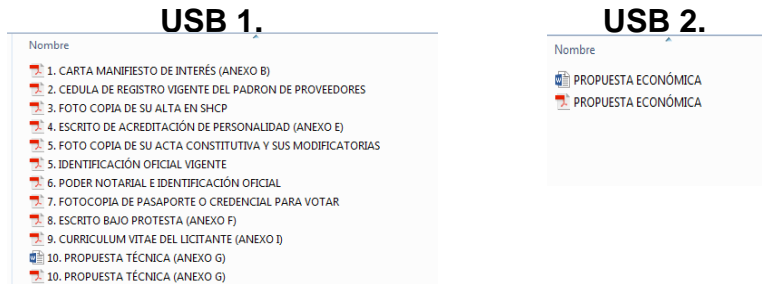 USB 1.
Nombre
1. CARTA MANIFIESTO DE INTERÉS (ANEXO B)
2. CEDULA DE REGISTRO VIGENTE DEL PADRON DE PROVEEDORES
3. FOTO COPIA DE SU ALTA EN SHCP
4. ESCRITO DE ACREDITACIÓN DE PERSONALIDAD (ANEXO E)
5. FOTO COPIA DE SU ACTA CONSTITUTIVA Y SUS MODIFICATORIAS
5. IDENTIFICACIÓN OFICIAL VIGENTE
6. PODER NOTARIAL E IDENTIFICACIÓN OFICIAL
7. FOTOCOPIA DE PASAPORTE O CREDENCIAL PARA VOTAR
8. ESCRITO BAJO PROTESTA (ANEXO F)
9. CURRICULUM VITAE DEL LICITANTE (ANEXO I)
10. PROPUESTA TÉCNICA (ANEXO G)
10. PROPUESTA TÉCNICA (ANEXO G)
USB 2.
Nombre
PROPUESTA ECONÓMICA
PROPUESTA ECONÓMICA